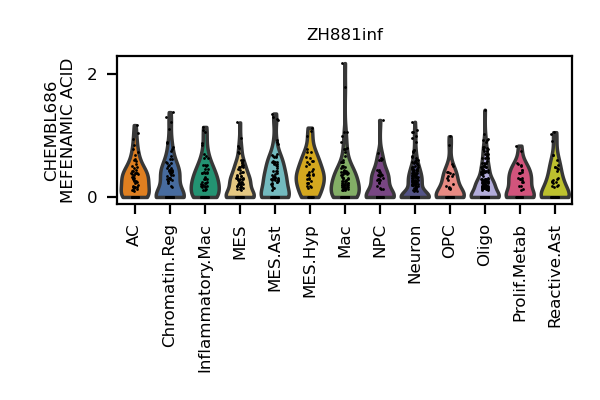 ZH881inf
CHEMBL686
MEFENAMIC ACID
2
0
AC
Chromatin.Reg
Inflammatory.Mac
MES
MES.Ast
MES.Hyp
Mac
NPC
Neuron
OPC
Oligo
Prolif.Metab
Reactive.Ast